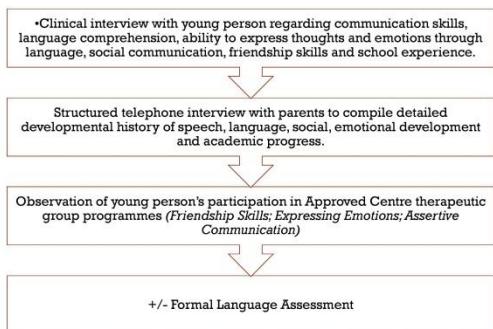 •Clinical interview with young person regarding communication skills,
language comprehension, ability to express thoughts and emotions through
language, social communication, friendship skills and school experience.
Structured telephone interview with parents to compile detailed
developmental history of speech, language, social, emotional development
and academic progress.
Observation of young person's participation in Approved Centre therapeutic
group programmes (Friendship Skills; Expressing Emotions; Assertive
Communication)
+/- Formal Language Assessment